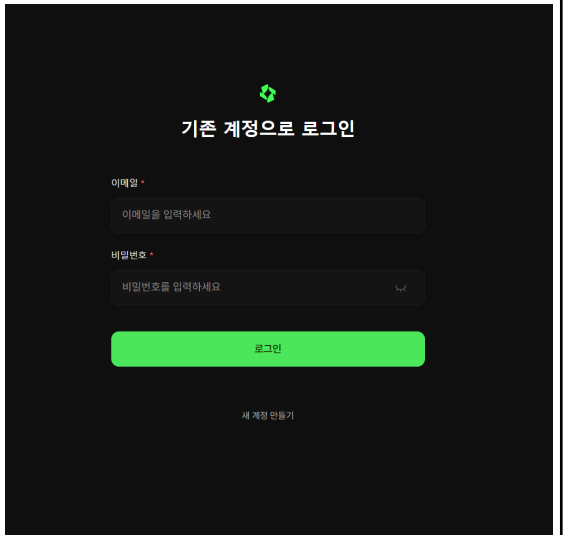 기존 계정으로 로그인
이메일 *
이메일을 입력하세요
비밀번호 *
비밀번호를 입력하세요
로그인
새 계정 만들기